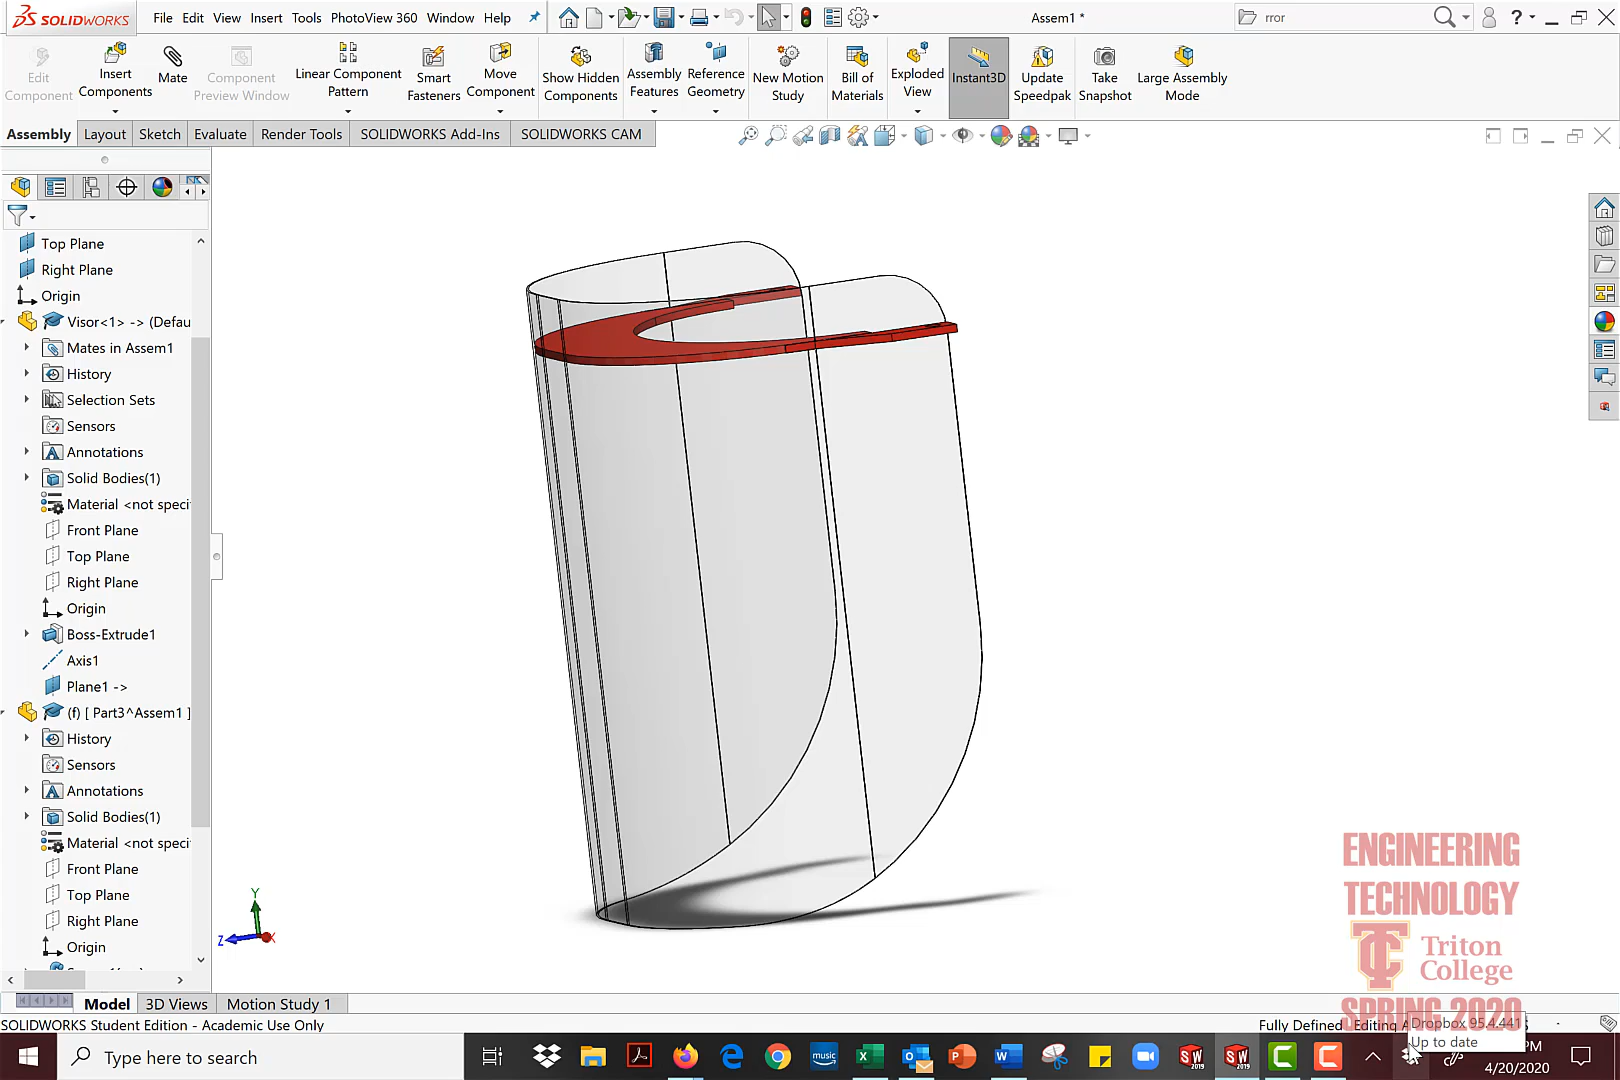 SOLIDWORKS
File Edit View Insert Tools PhotoView 360 Window Help
Assem1 *
rror
?
Edit Component
Insert Components
Mate
Component Preview Window
Linear Component Pattern
Smart Fasteners
Move Component
Show Hidden Components
Assembly Features
Reference Geometry
New Motion Study
Bill of Materials
Exploded View
Instant3D
Update Speedpak
Take Snapshot
Large Assembly Mode
Assembly Layout Sketch Evaluate Render Tools SOLIDWORKS Add-Ins SOLIDWORKS CAM
Top Plane
Right Plane
Origin
Visor<1> -> (Defau
Mates in Assem1
History
Selection Sets
Sensors
Annotations
Solid Bodies(1)
Material <not speci
Front Plane
Top Plane
Right Plane
Origin
Boss-Extrude1
Axis1
Plane1 ->
(f) [ Part3^Assem1 ]
History
Sensors
Annotations
Solid Bodies(1)
Material <not speci
Front Plane
Top Plane
Right Plane
Origin
Y
Z
X
ENGINEERING
TECHNOLOGY
TC
Triton
College
SPRING 2020
Model 3D Views Motion Study 1
SOLIDWORKS Student Edition - Academic Use Only
Fully Defined Editing A
Dropbox 95.4.441
Up to date
Type here to search
music
SW 2019
SW 2019
PM
4/20/2020